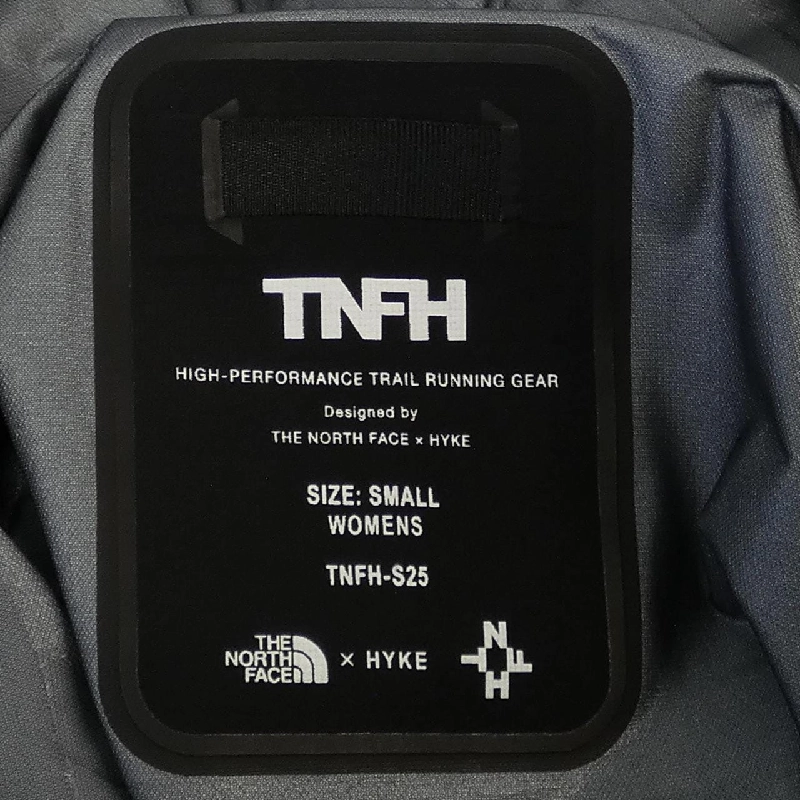 TNFH
HIGH-PERFORMANCE TRAIL RUNNING GEAR
Designed by
THE NORTH FACE × HYKE
SIZE: SMALL
WOMENS
TNFH-S25
THE
NORTH
FACE
× HYKE
N
T F
H